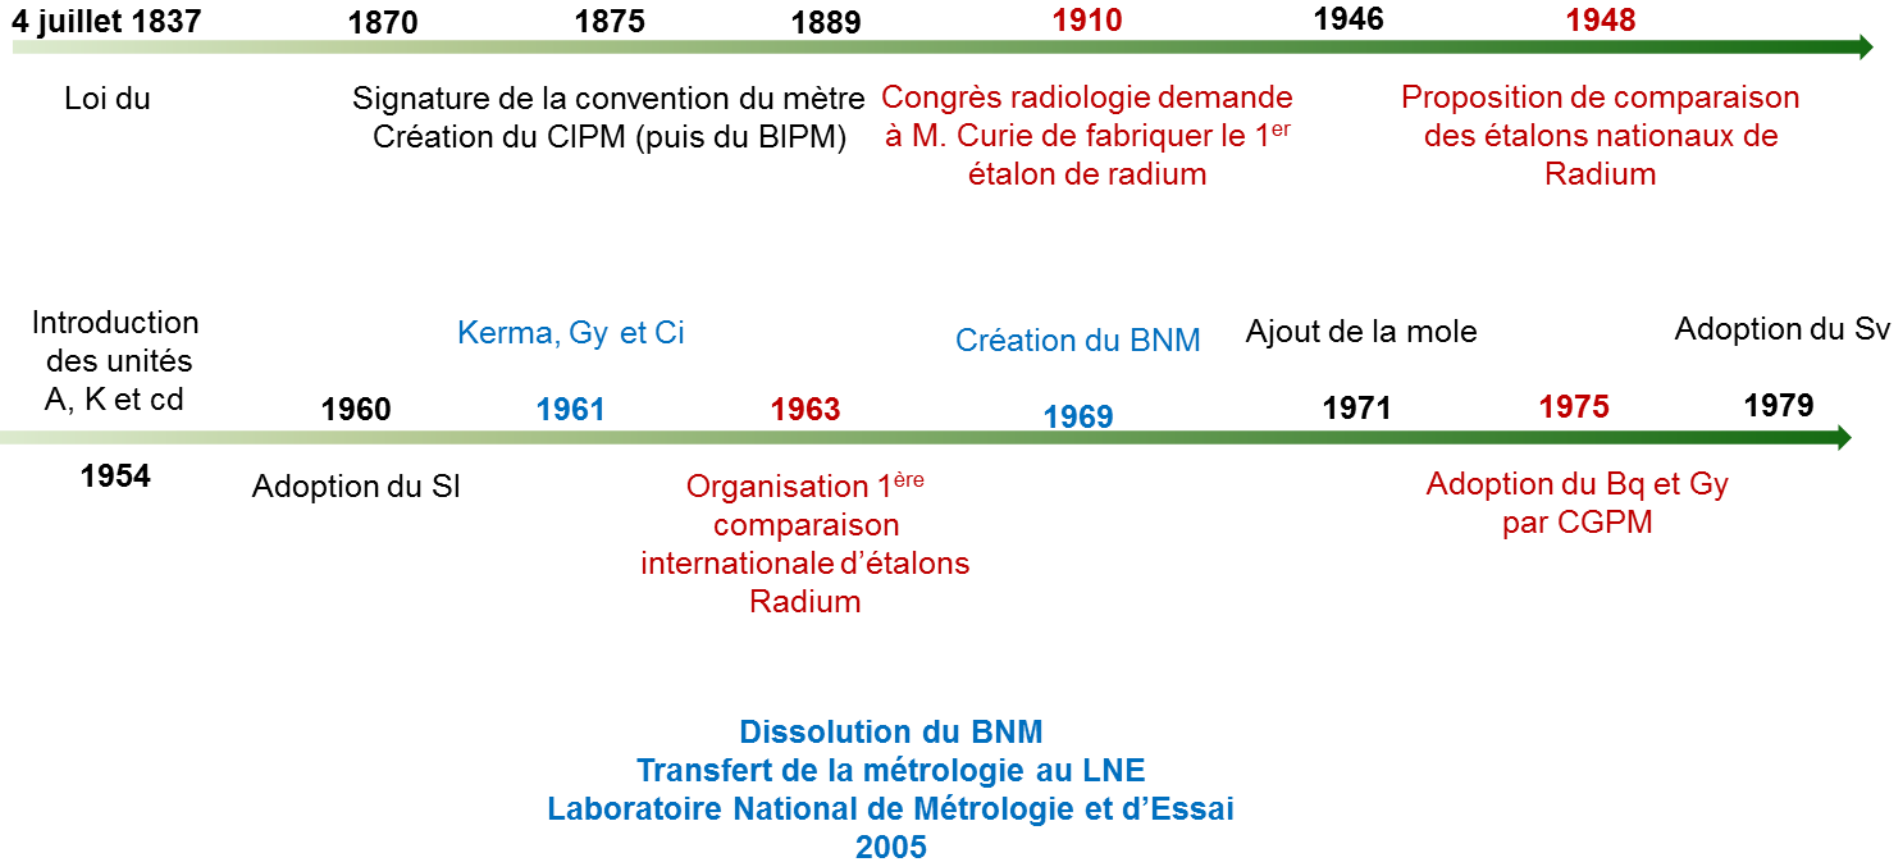 4 juillet 1837 1870 1875 1889 1910 1946 1948
Loi du
Signature de la convention du mètre
Création du CIPM (puis du BIPM)
Congrès radiologie demande
à M. Curie de fabriquer le 1er
étalon de radium
Proposition de comparaison
des étalons nationaux de
Radium
Introduction
des unités
A, K et cd
Kerma, Gy et Ci
Création du BNM
Ajout de la mole
Adoption du Sv
1960 1961 1963 1969 1971 1975 1979
1954
Adoption du SI
Organisation 1ère
comparaison
internationale d’étalons
Radium
Adoption du Bq et Gy
par CGPM
Dissolution du BNM
Transfert de la métrologie au LNE
Laboratoire National de Métrologie et d’Essai
2005